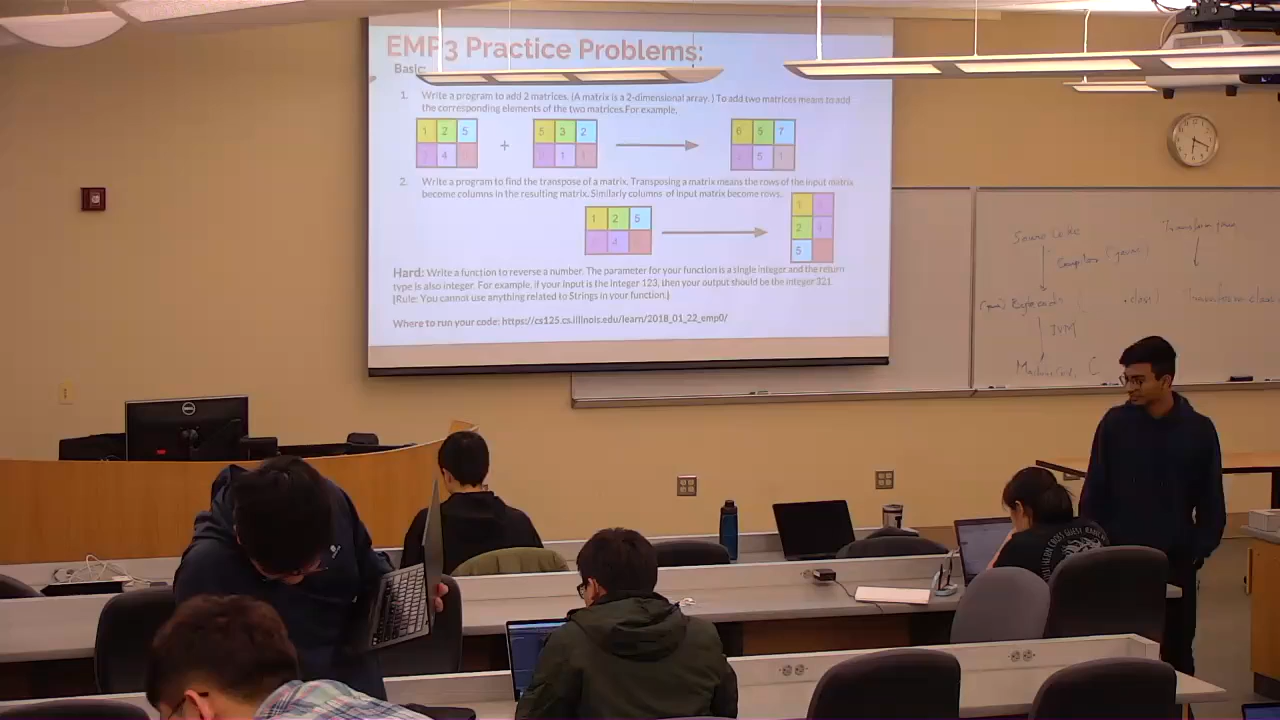 EMP3 Practice Problems:
Basic:
1. Write a program to add 2 matrices. (A matrix is a 2-dimensional array. ) To add two matrices means to add
the corresponding elements of the two matrices.For example,
1 2 5 5 3 2 6 5 7
4 + 1 5 1
2. Write a program to find the transpose of a matrix. Transposing a matrix means the rows of the input matrix
become columns in the resulting matrix. Similarly columns of input matrix become rows.
1 2 5 1
4 2 4
5
Hard: Write a function to reverse a number. The parameter for your function is a single integer and the return
type is also integer. For example, if your input is the integer 123, then your output should be the integer 321.
(Rule: You cannot use anything related to Strings in your function.)
Where to run your code: https://cs125.cs.illinois.edu/learn/2018_01_22_emp0/
Source Code
Compiler (javac)
Bytecode
.class)
JVM
DELL